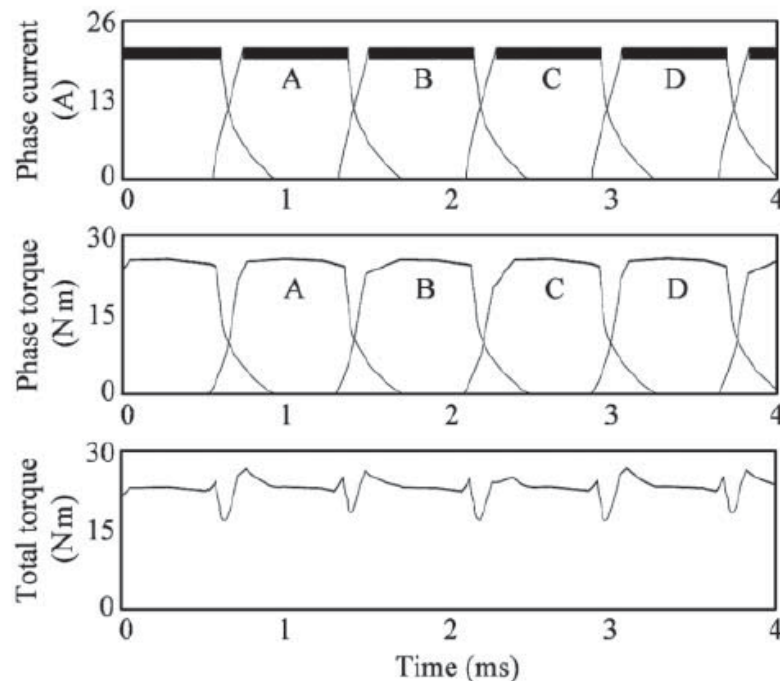 Phase current
(A)
26
13
0
A B C D
0 1 2 3 4
Phase torque
(N m)
30
15
0
A B C D
0 1 2 3 4
Total torque
(N m)
30
15
0
0 1 2 3 4
Time (ms)